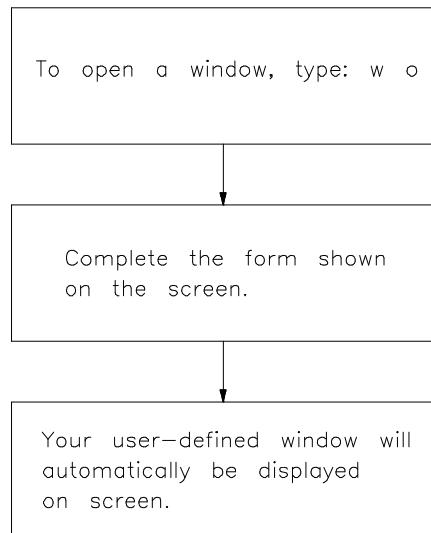 To open a window, type: w o
Complete the form shown
on the screen.
Your user-defined window will
automatically be displayed
on screen.